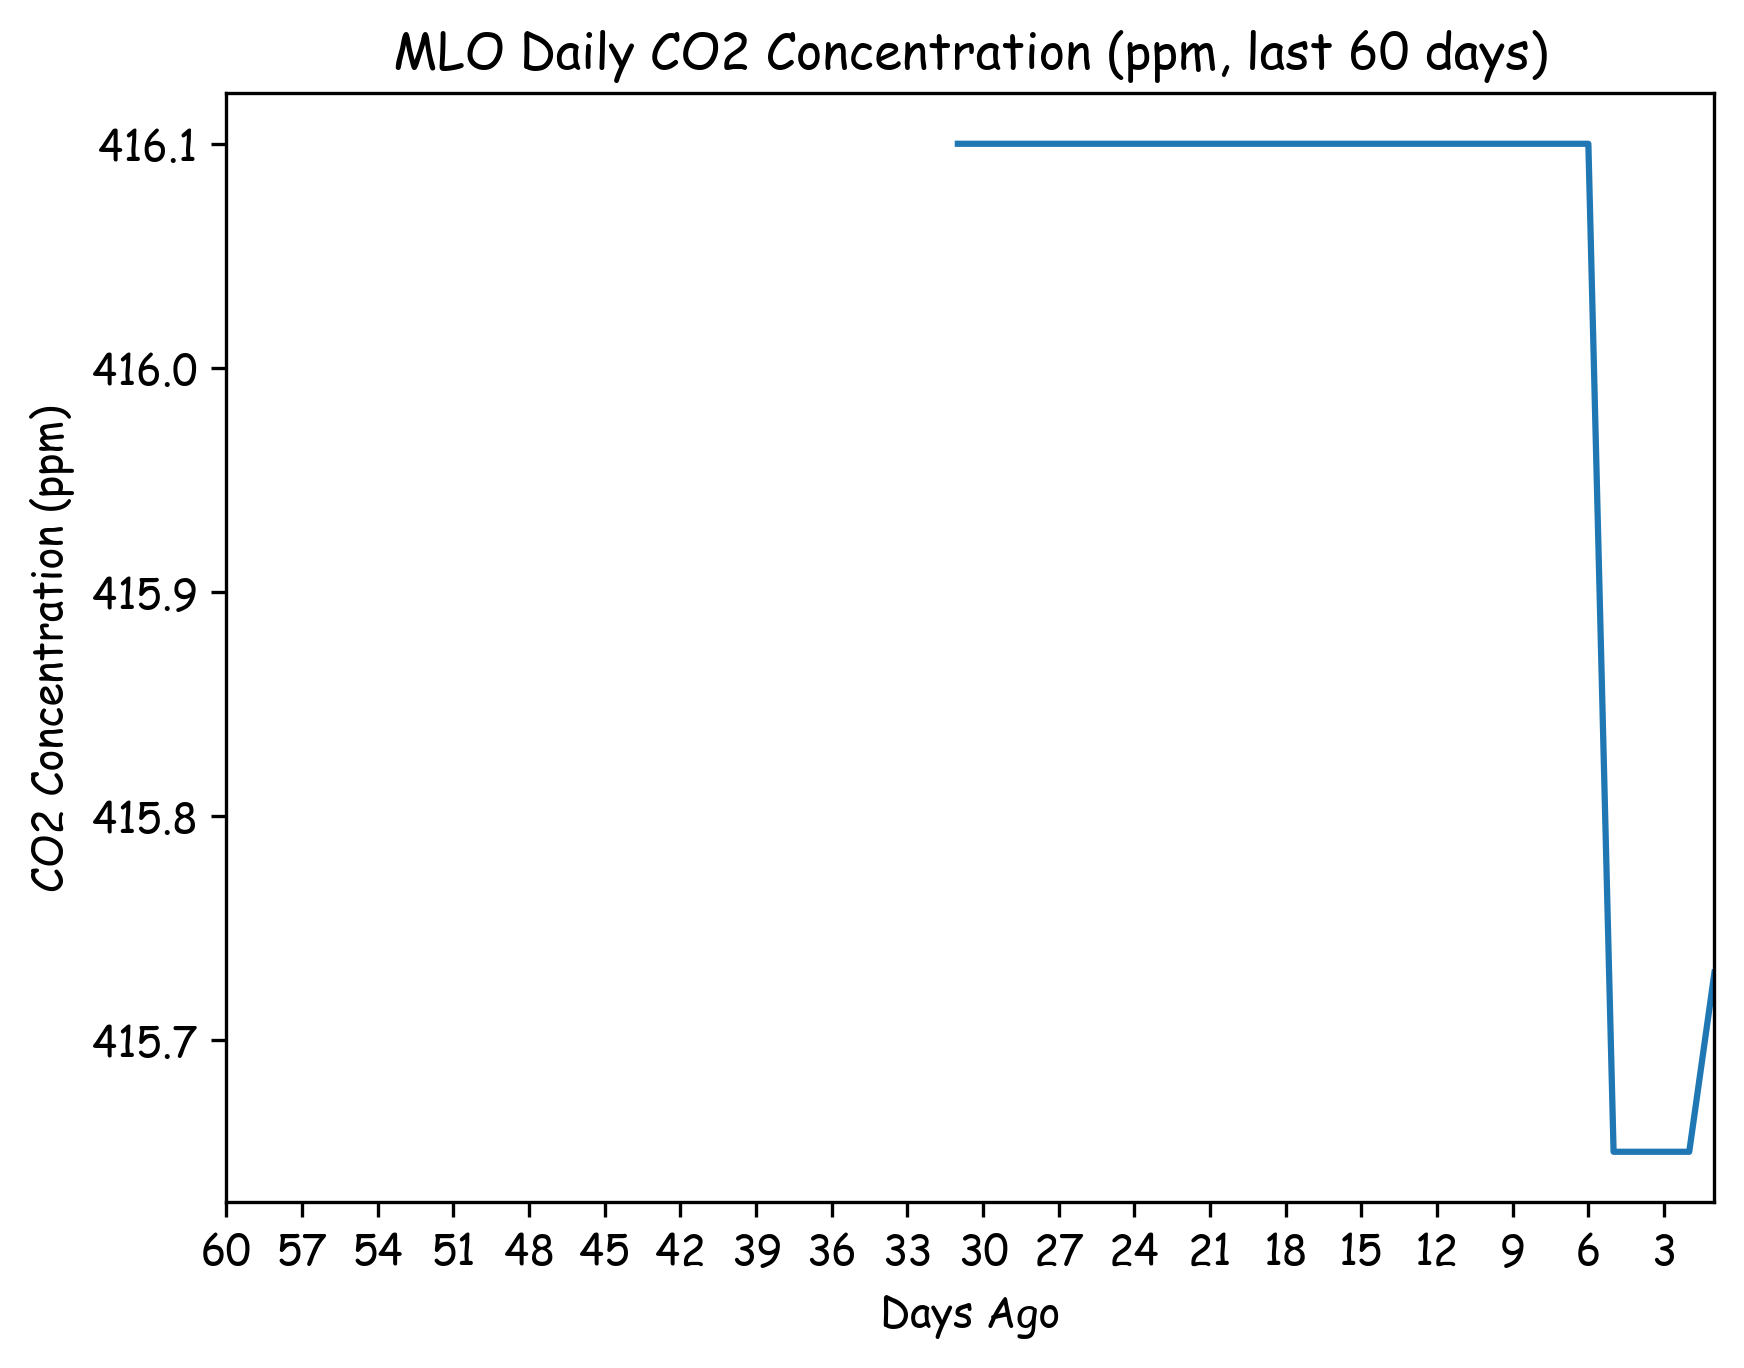 MLO Daily CO2 Concentration (ppm, last 60 days)
416.1
416.0
415.9
415.8
415.7
CO2 Concentration (ppm)
60 57 54 51 48 45 42 39 36 33 30 27 24 21 18 15 12 9 6 3
Days Ago